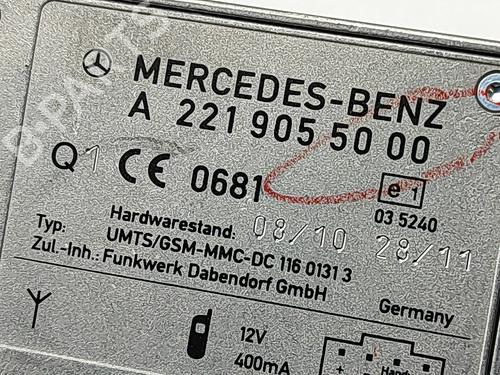 B-PARTS
MERCEDES-BENZ
A 221 905 50 00
Q1 CE 0681 e1
03 5240
Hardwarestand: 08/10 28/11
Typ: UMTS/GSM-MMC-DC 116 0131 3
Zul.-Inh.: Funkwerk Dabendorf GmbH
Germany
12V
400mA